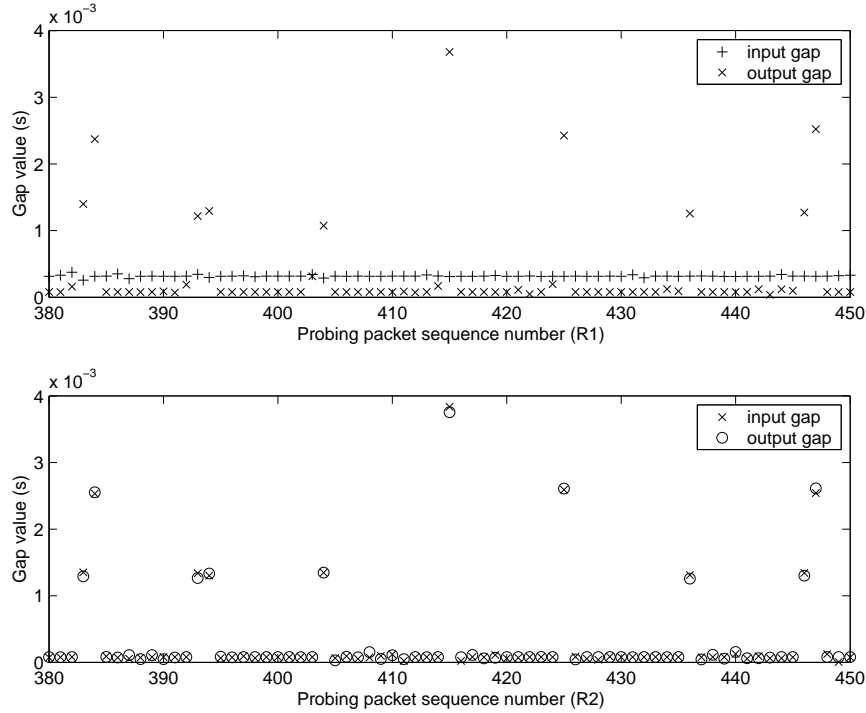 x 10⁻³
4
3
2
1
0
Gap value (s)
input gap
output gap
380 390 400 410 420 430 440 450
Probing packet sequence number (R1)
x 10⁻³
4
3
2
1
0
Gap value (s)
input gap
output gap
380 390 400 410 420 430 440 450
Probing packet sequence number (R2)